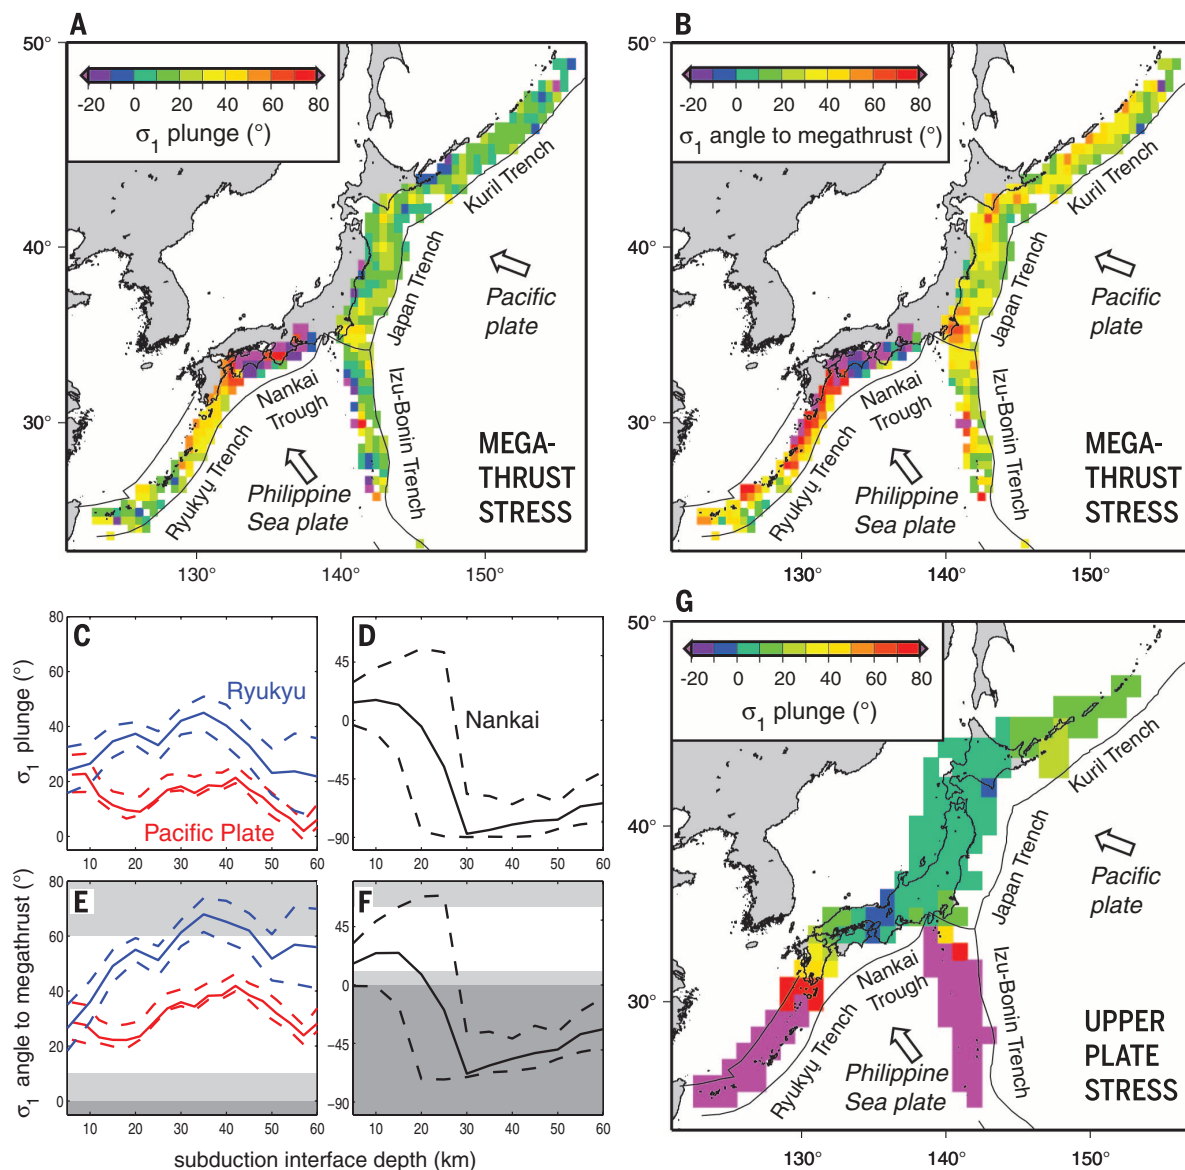 A
50°
40°
30°
130°
140°
150°
-20 0 20 40 60 80
σ1 plunge (°)
Kuril Trench
Japan Trench
Pacific
plate
Nankai
Trough
Izu-Bonin Trench
Ryukyu Trench
Philippine
Sea plate
MEGA-
THRUST
STRESS
B
50°
40°
30°
130°
140°
150°
-20 0 20 40 60 80
σ1 angle to megathrust (°)
Kuril Trench
Japan Trench
Pacific
plate
Nankai
Trough
Izu-Bonin Trench
Ryukyu Trench
Philippine
Sea plate
MEGA-
THRUST
STRESS
C
σ1 plunge (°)
80
60
40
20
0
Ryukyu
Pacific Plate
10 20 30 40 50 60
D
45
0
-45
-90
Nankai
10 20 30 40 50 60
E
σ1 angle to megathrust (°)
80
60
40
20
0
10 20 30 40 50 60
F
45
0
-45
-90
10 20 30 40 50 60
subduction interface depth (km)
G
50°
40°
30°
130°
140°
150°
-20 0 20 40 60 80
σ1 plunge (°)
Kuril Trench
Japan Trench
Pacific
plate
Nankai
Trough
Izu-Bonin Trench
Ryukyu Trench
Philippine
Sea plate
UPPER
PLATE
STRESS